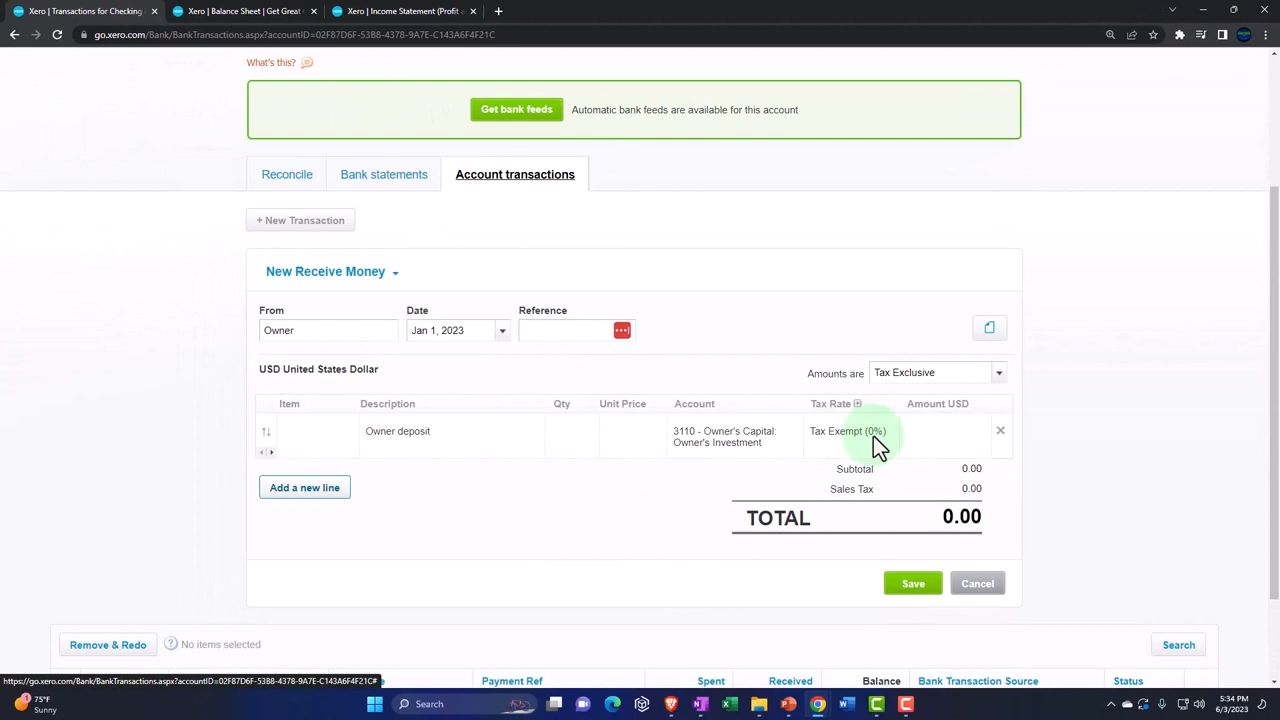 Xero | Transactions for Checking
Xero | Balance Sheet | Get Great
Xero | Income Statement (Profit a
go.xero.com/Bank/BankTransactions.aspx?accountID=02F87D6F-53B8-4378-9A7E-C143A6F4F21C
What's this?
Get bank feeds Automatic bank feeds are available for this account
Reconcile Bank statements Account transactions
+ New Transaction
New Receive Money
From Date Reference
Owner Jan 1, 2023
USD United States Dollar
Amounts are Tax Exclusive
Item Description Qty Unit Price Account Tax Rate Amount USD
Owner deposit 3110 - Owner's Capital: Tax Exempt (0%)
Owner's Investment
Subtotal 0.00
Add a new line Sales Tax 0.00
TOTAL 0.00
Save Cancel
Remove & Redo No items selected Search
https://go.xero.com/Bank/BankTransactions.aspx?accountID=02F87D6F-53B8-4378-9A7E-C143A6F4F21C#
Payment Ref Spent Received Balance Bank Transaction Source Status
75°F
Sunny
Search
5:34 PM
6/3/2023